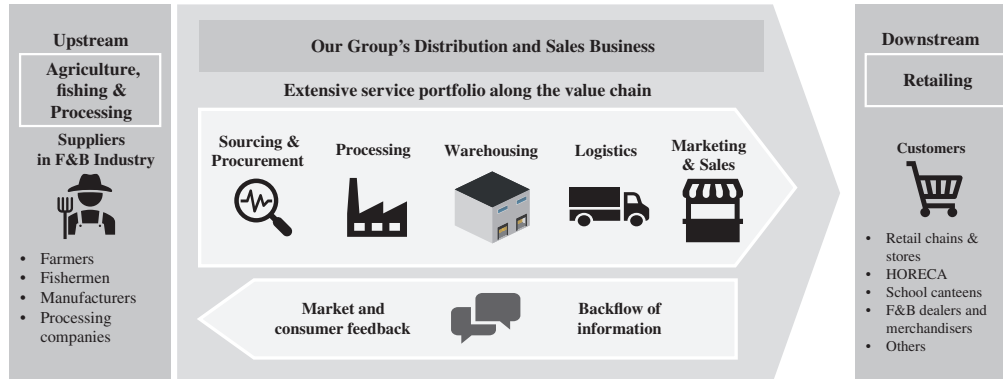 Upstream
Agriculture,
fishing &
Processing
Suppliers
in F&B Industry
• Farmers
• Fishermen
• Manufacturers
• Processing
companies
Our Group's Distribution and Sales Business
Extensive service portfolio along the value chain
Sourcing &
Procurement
Processing
Warehousing
Logistics
Marketing
& Sales
Market and
consumer feedback
Backflow of
information
Downstream
Retailing
Customers
• Retail chains &
stores
• HORECA
• School canteens
• F&B dealers and
merchandisers
• Others